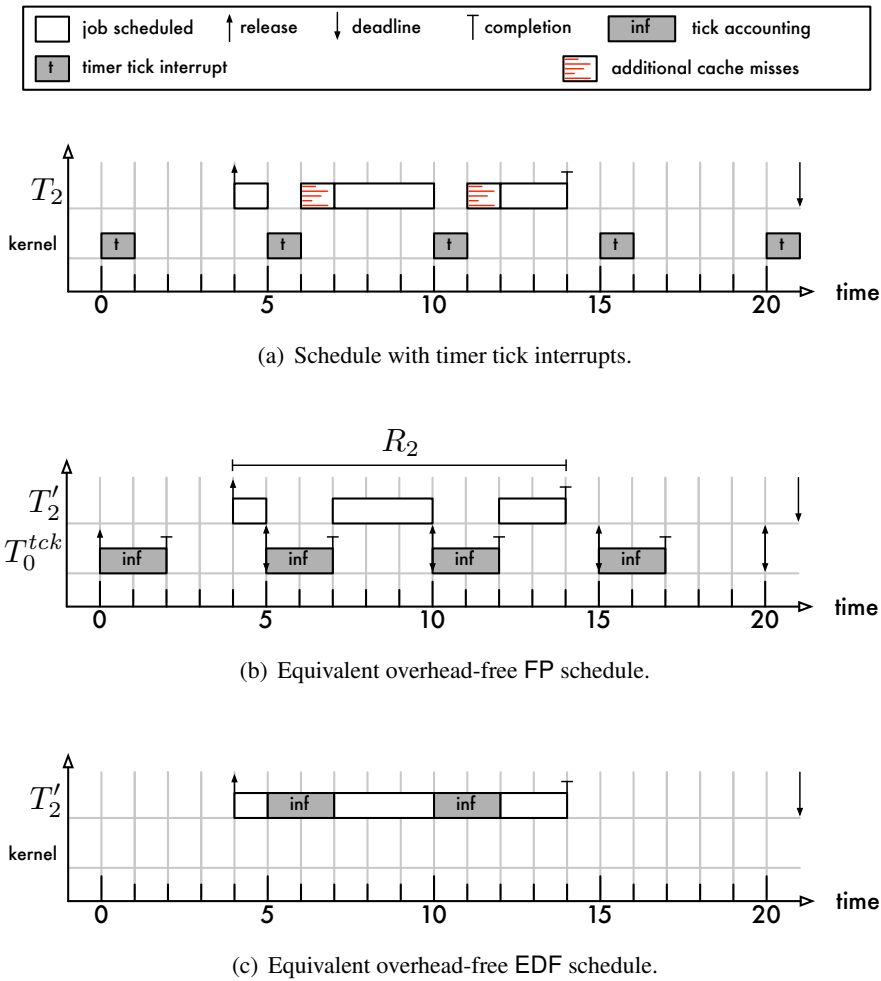 job scheduled release deadline completion inf tick accounting
t timer tick interrupt additional cache misses
T₂
kernel t t t t t
0 5 10 15 20 time
(a) Schedule with timer tick interrupts.
R₂
T₂′
T₀ᵗᶜᵏ inf inf inf inf
0 5 10 15 20 time
(b) Equivalent overhead-free FP schedule.
T₂′ inf inf
kernel
0 5 10 15 20 time
(c) Equivalent overhead-free EDF schedule.